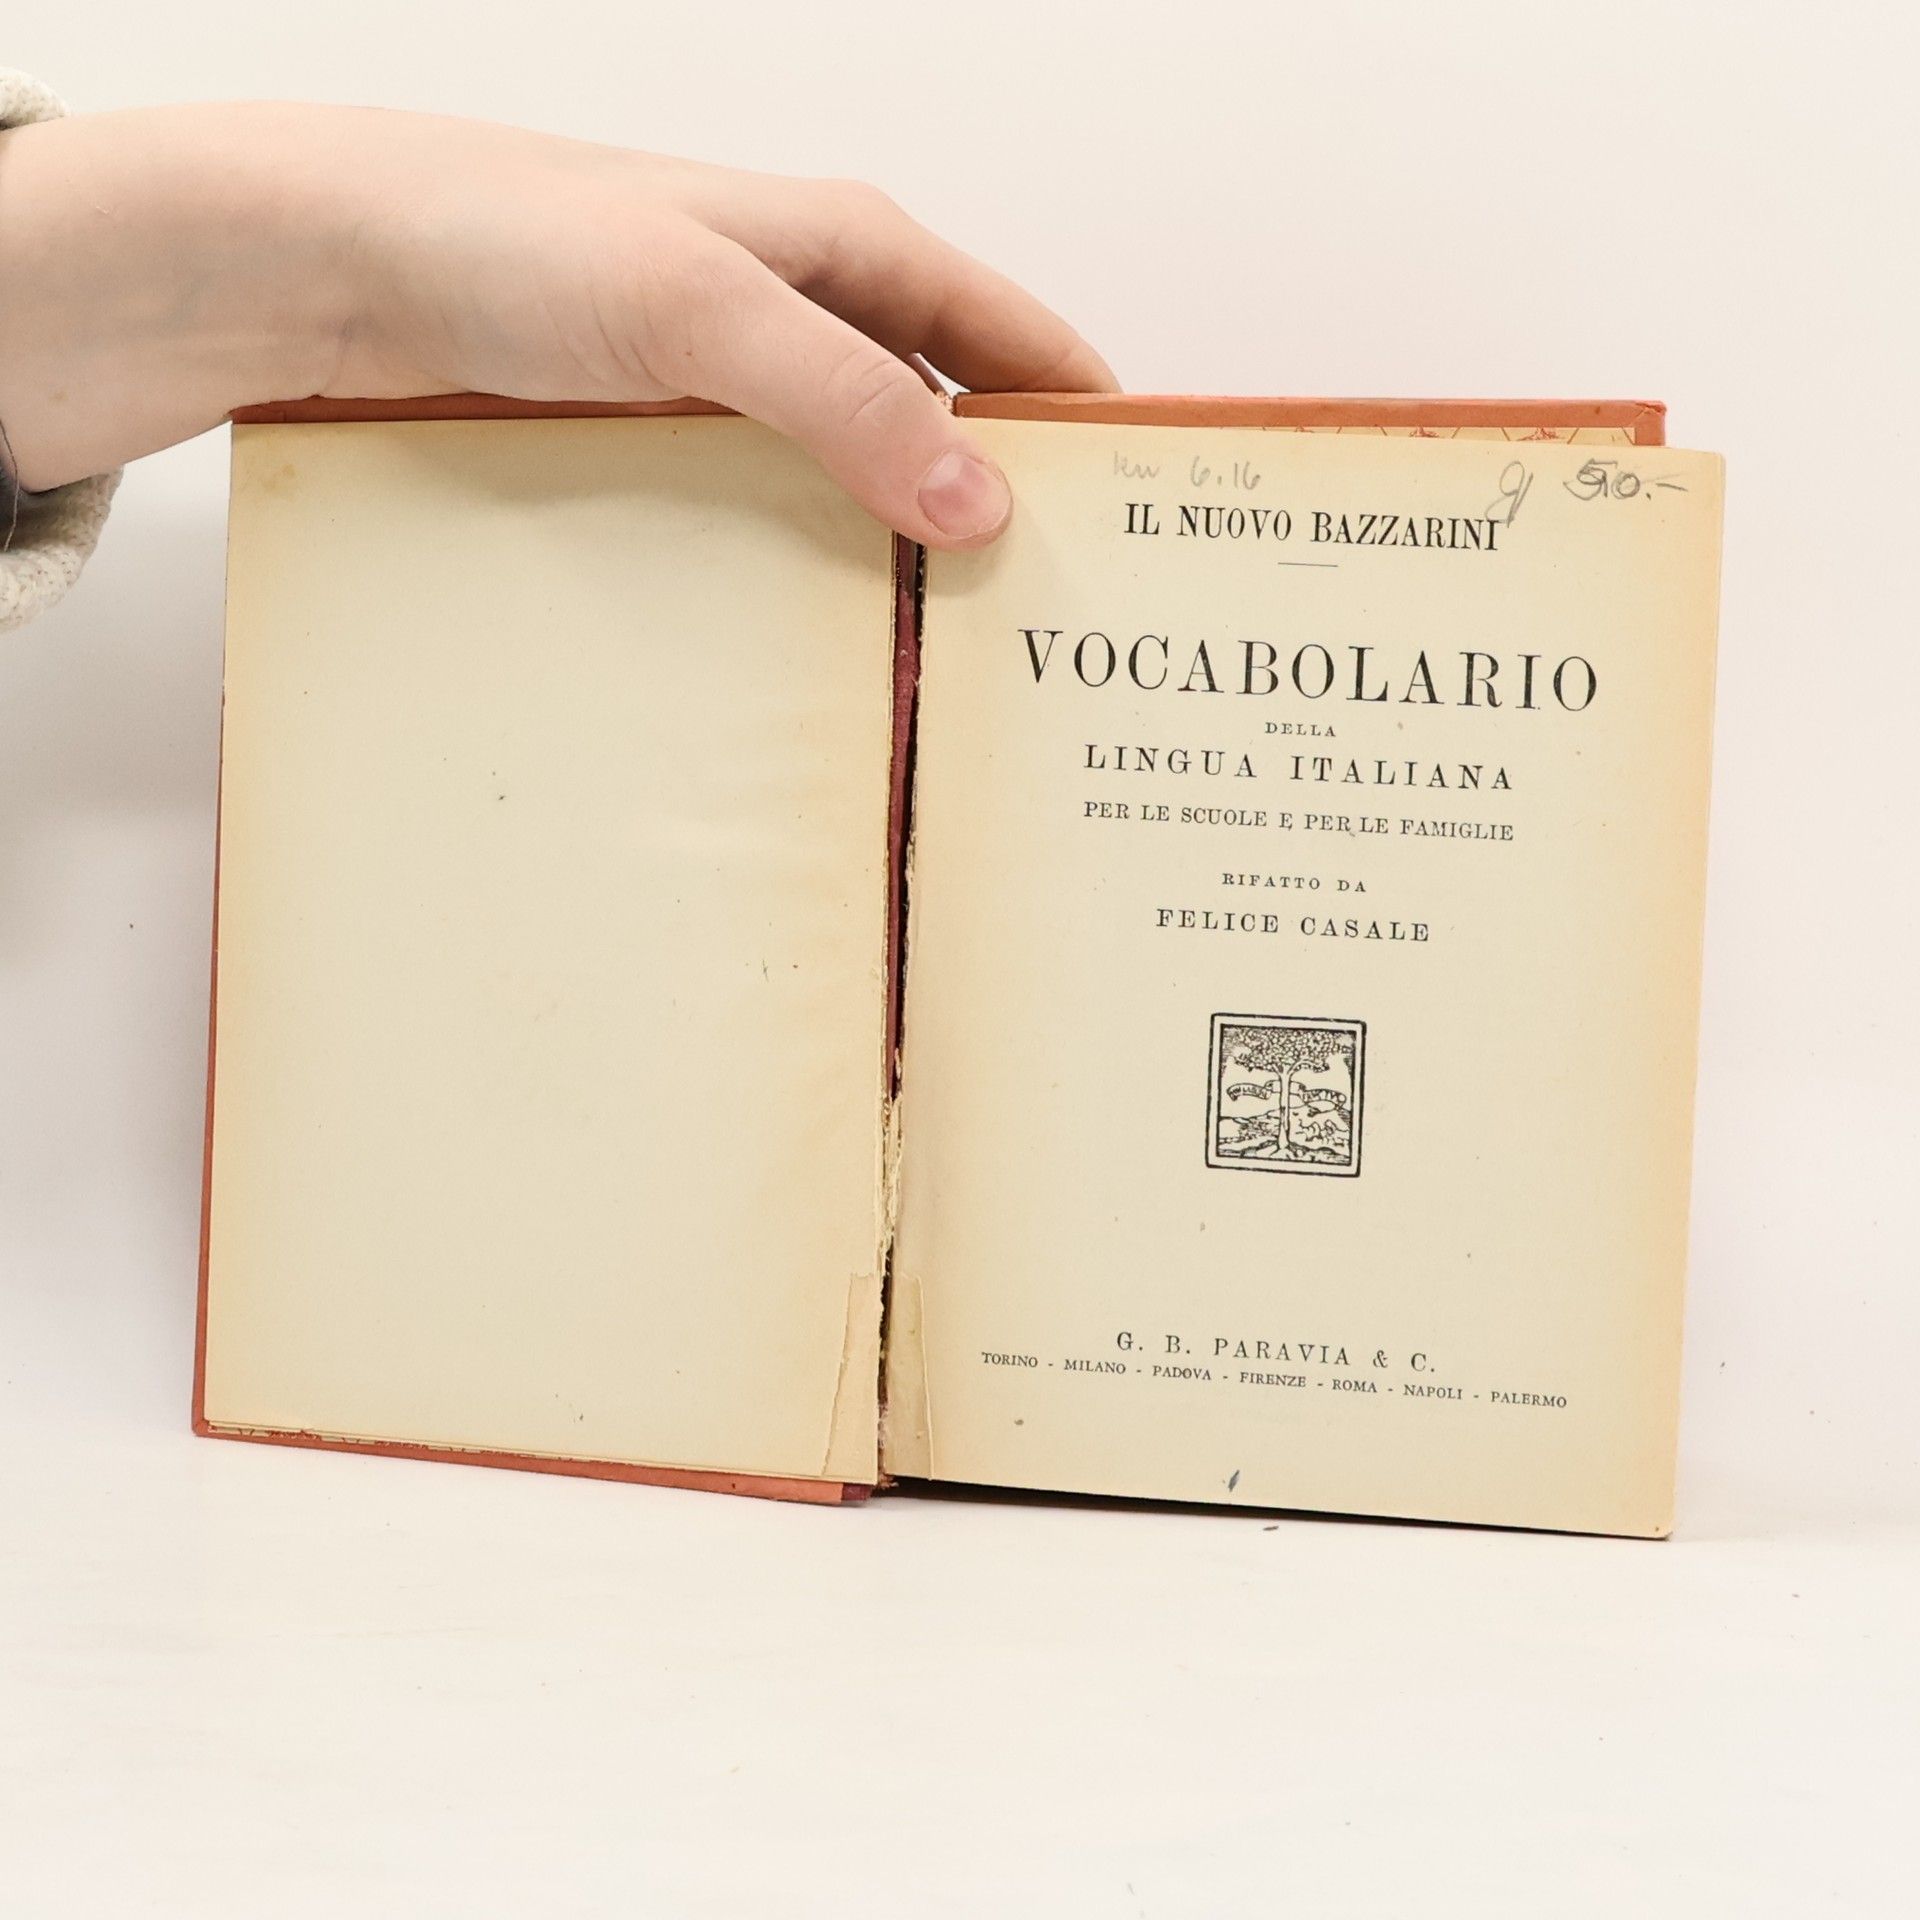 6.16
50.-
IL NUOVO BAZZARINI
VOCABOLARIO
DELLA
LINGUA ITALIANA
PER LE SCUOLE E PER LE FAMIGLIE
RIFATTO DA
FELICE CASALE
G. B. PARAVIA & C.
TORINO - MILANO - PADOVA - FIRENZE - ROMA - NAPOLI - PALERMO